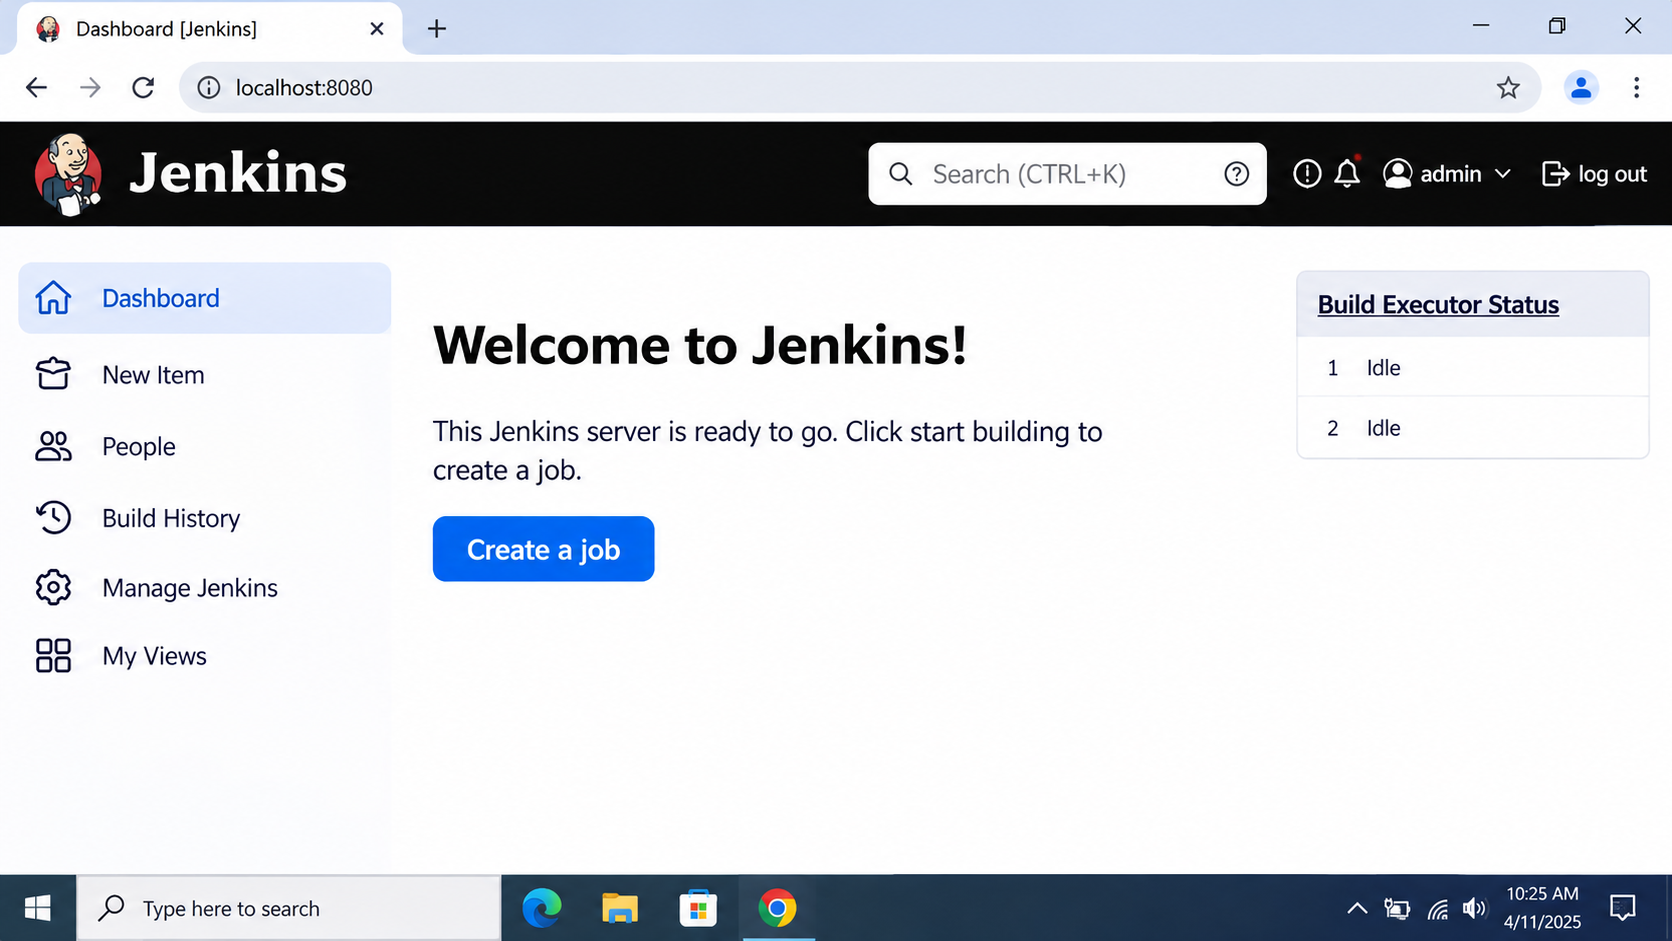 Dashboard [Jenkins]
localhost:8080
Jenkins
Search (CTRL+K)
admin
log out
Dashboard
New Item
People
Build History
Manage Jenkins
My Views
Welcome to Jenkins!
This Jenkins server is ready to go. Click start building to
create a job.
Create a job
Build Executor Status
1 Idle
2 Idle
Type here to search
10:25 AM
4/11/2025